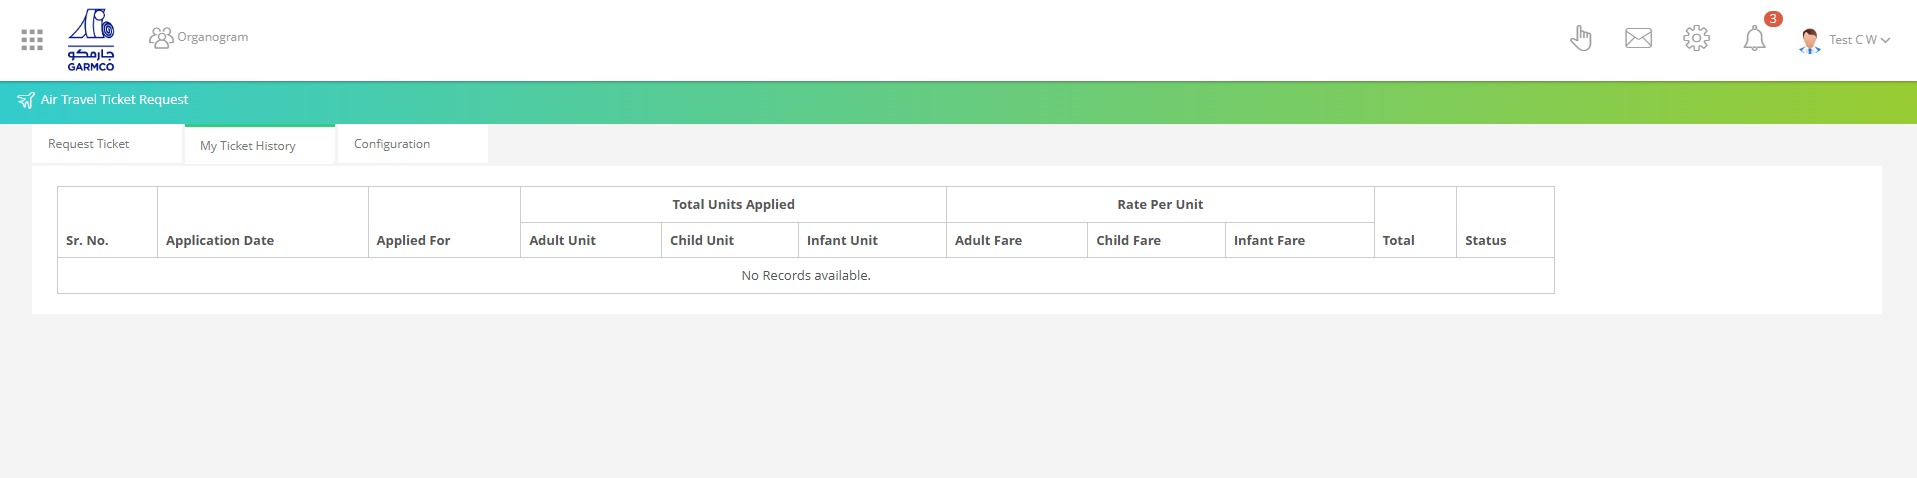 جارمكو
GARMCO
Organogram
3
Test C W
Air Travel Ticket Request
Request Ticket
My Ticket History
Configuration
Total Units Applied
Rate Per Unit
Sr. No.
Application Date
Applied For
Adult Unit
Child Unit
Infant Unit
Adult Fare
Child Fare
Infant Fare
Total
Status
No Records available.